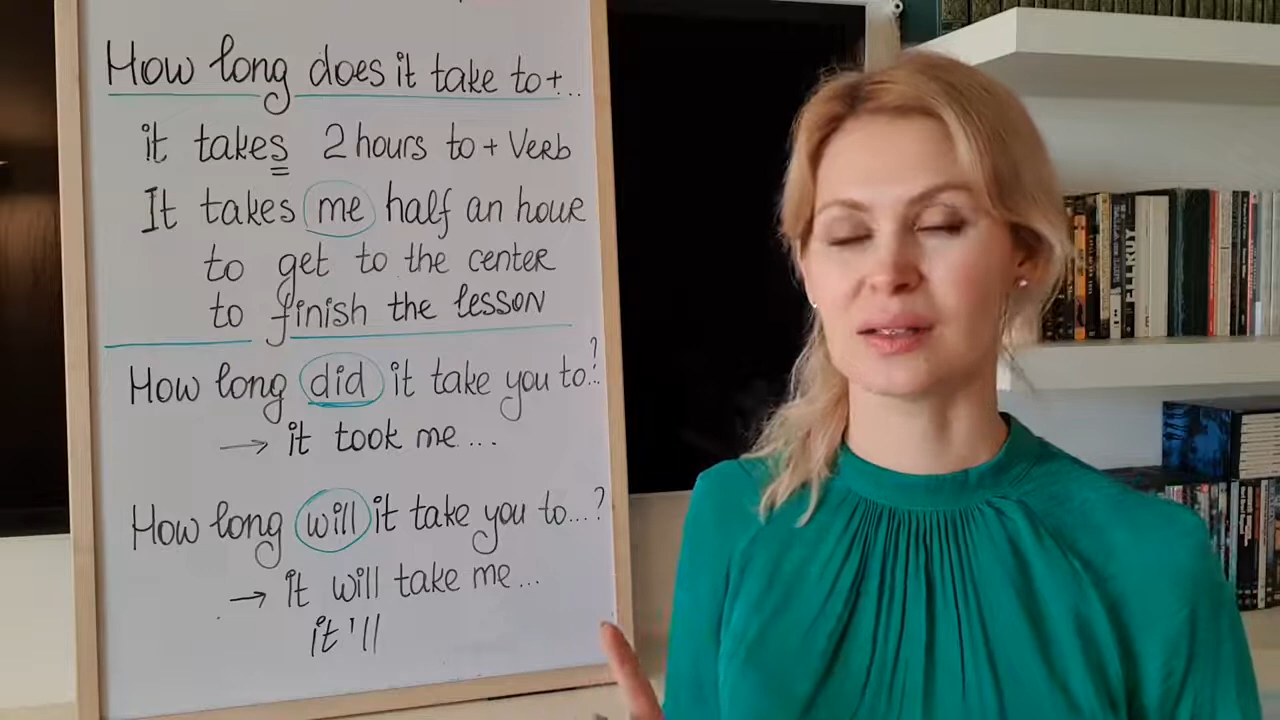 How long does it take to+...
it takes 2 hours to + Verb
It takes me half an hour
to get to the center
to finish the lesson
How long did it take you to...?
→ it took me...
How long will it take you to...?
→ it will take me...
it'll
ELLROY